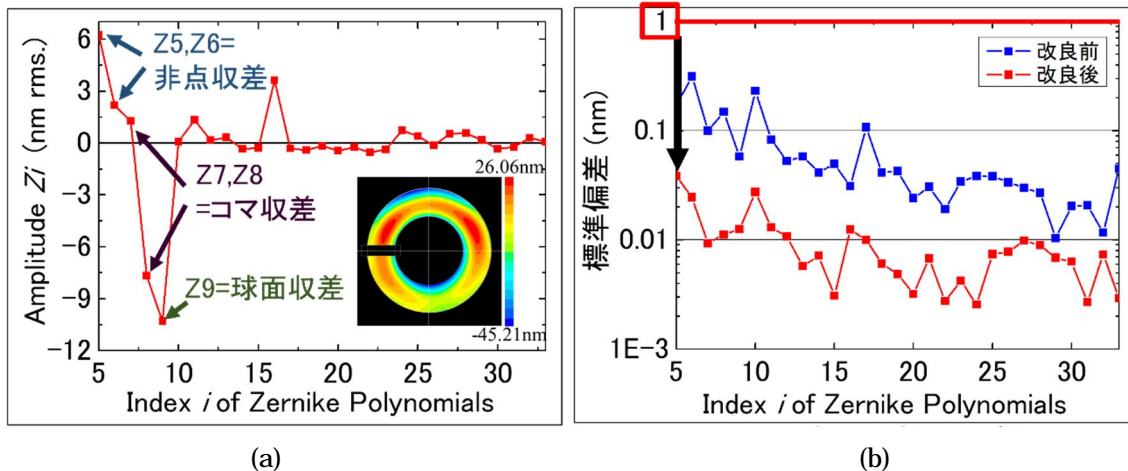 (a)
Amplitude Zi (nm rms.)
6
3
0
−3
−6
−9
−12
Z5,Z6=
非点収差
Z7,Z8
=コマ収差
Z9=球面収差
26.06nm
-45.21nm
5 10 15 20 25 30
Index i of Zernike Polynomials
(a)
(b)
標準偏差 (nm)
1
0.1
0.01
1E−3
改良前
改良後
5 10 15 20 25 30
Index i of Zernike Polynomials
(b)